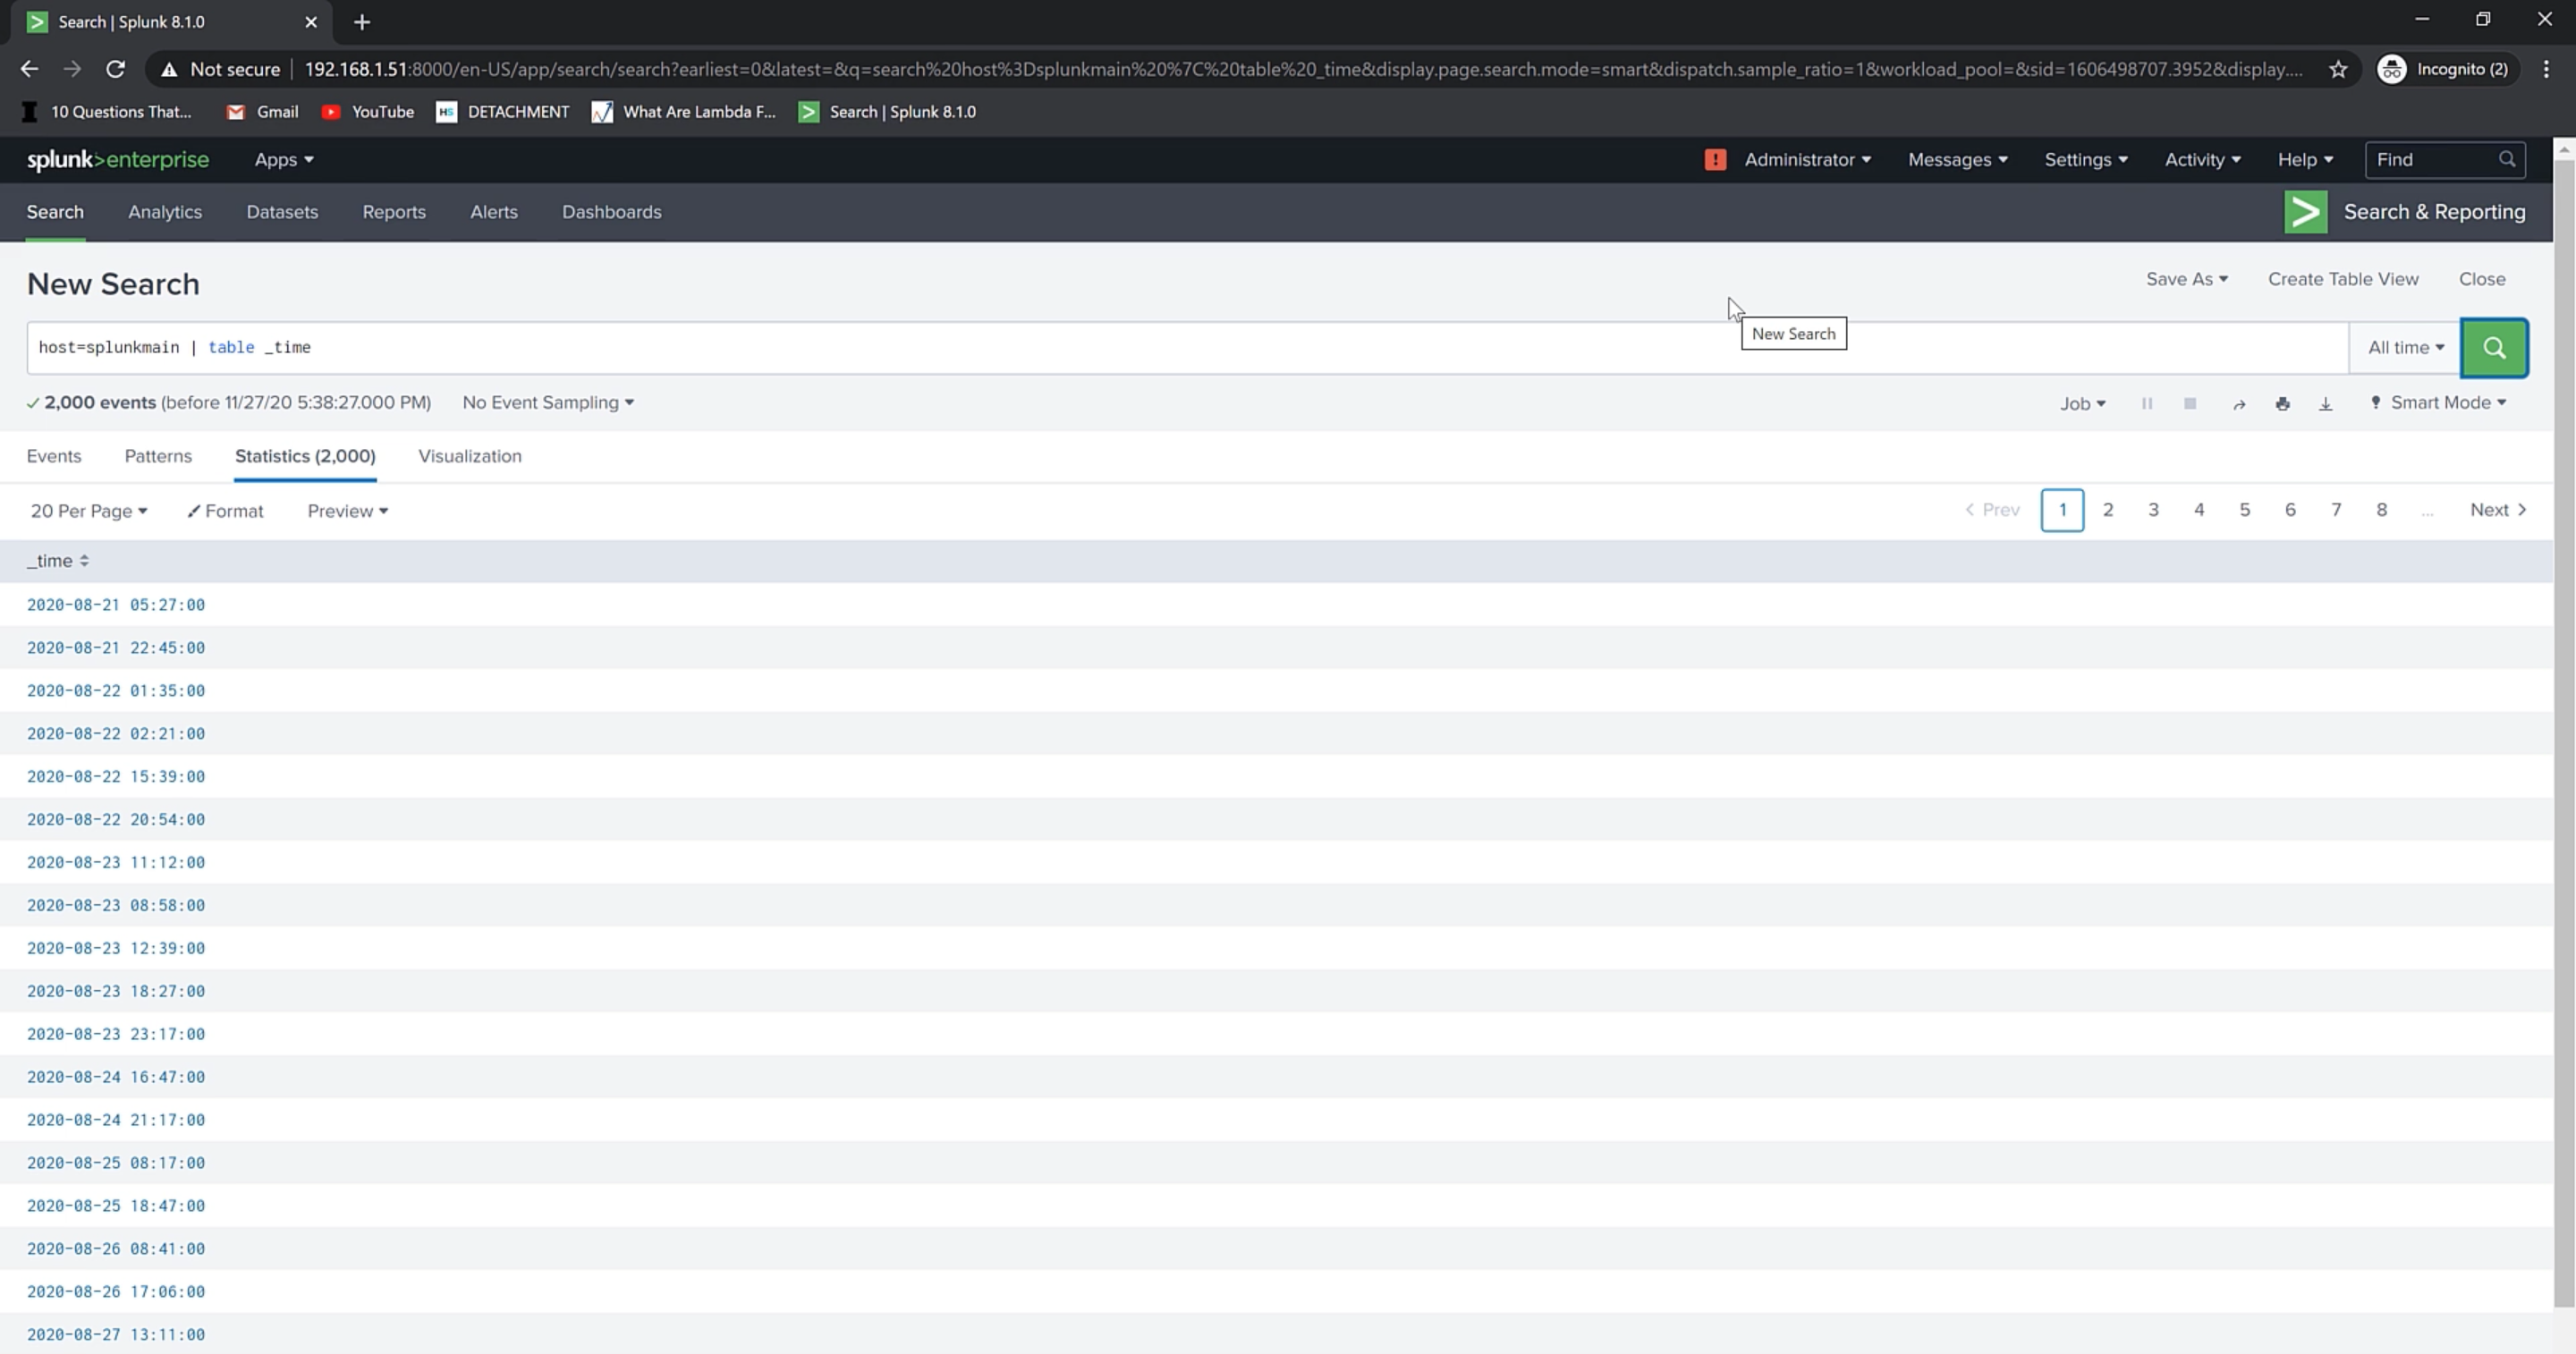 Search | Splunk 8.1.0
Not secure 192.168.1.51:8000/en-US/app/search/search?earliest=0&latest=&q=search%20host%3Dsplunkmain%20%7C%20table%20_time&display.page.search.mode=smart&dispatch.sample_ratio=1&workload_pool=&sid=1606498707.3952&display.... Incognito (2)
10 Questions That... Gmail YouTube HS DETACHMENT What Are Lambda F... Search | Splunk 8.1.0
splunk>enterprise Apps ! Administrator Messages Settings Activity Help Find
Search Analytics Datasets Reports Alerts Dashboards Search & Reporting
New Search Save As Create Table View Close
New Search
host=splunkmain | table _time All time
2,000 events (before 11/27/20 5:38:27.000 PM) No Event Sampling Job Smart Mode
Events Patterns Statistics (2,000) Visualization
20 Per Page Format Preview < Prev 1 2 3 4 5 6 7 8 ... Next >
_time
2020-08-21 05:27:00
2020-08-21 22:45:00
2020-08-22 01:35:00
2020-08-22 02:21:00
2020-08-22 15:39:00
2020-08-22 20:54:00
2020-08-23 11:12:00
2020-08-23 08:58:00
2020-08-23 12:39:00
2020-08-23 18:27:00
2020-08-23 23:17:00
2020-08-24 16:47:00
2020-08-24 21:17:00
2020-08-25 08:17:00
2020-08-25 18:47:00
2020-08-26 08:41:00
2020-08-26 17:06:00
2020-08-27 13:11:00